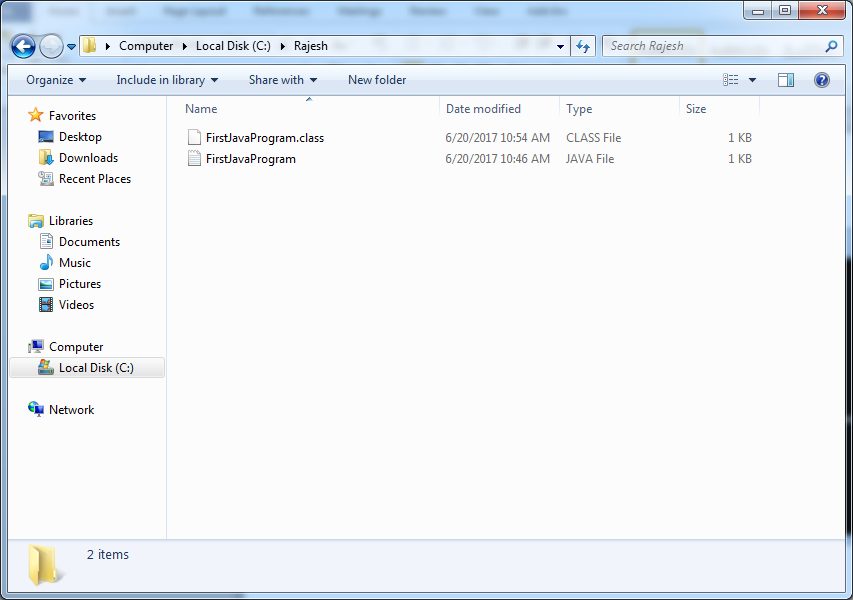 Computer Local Disk (C:) Rajesh Search Rajesh
Organize Include in library Share with New folder
Name Date modified Type Size
FirstJavaProgram.class 6/20/2017 10:54 AM CLASS File 1 KB
FirstJavaProgram 6/20/2017 10:46 AM JAVA File 1 KB
Favorites
Desktop
Downloads
Recent Places
Libraries
Documents
Music
Pictures
Videos
Computer
Local Disk (C:)
Network
2 items